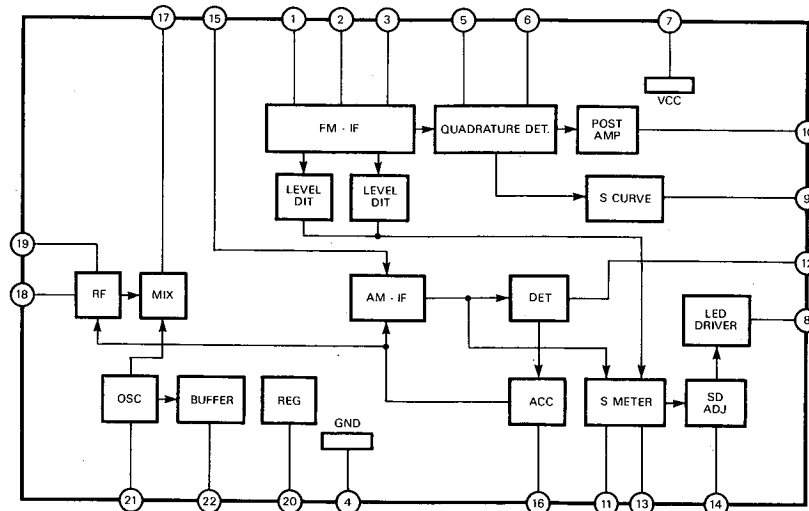 17 15 1 2 3 5 6 7
VCC
FM - IF
QUADRATURE DET.
POST
AMP
10
LEVEL
DIT
LEVEL
DIT
S CURVE
9
19
12
18
RF
MIX
AM - IF
DET
LED
DRIVER
8
OSC
BUFFER
REG
GND
ACC
S METER
SD
ADJ
21 22 20 4 16 11 13 14